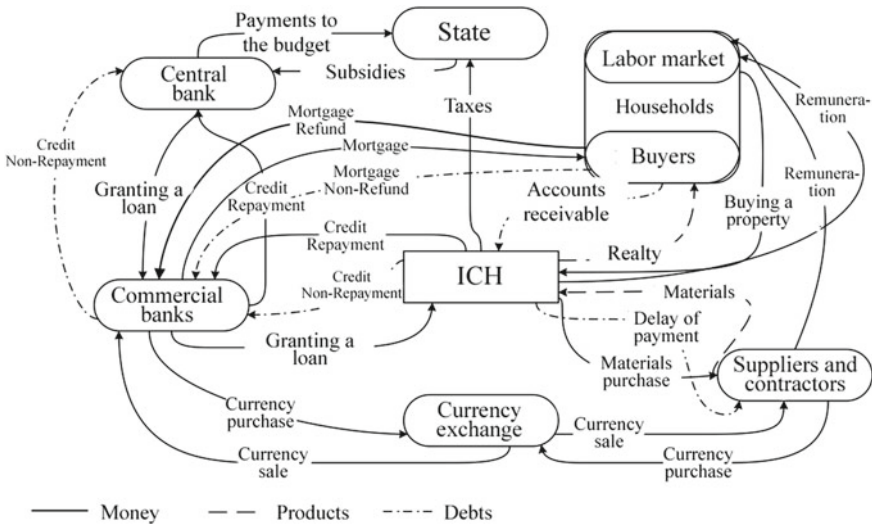 Payments to
the budget
State
Labor market
Central
bank
Subsidies
Mortgage
Refund
Taxes
Households
Remunera-
tion
Credit
Non-Repayment
Mortgage
Buyers
Granting a
loan
Credit
Repayment
Mortgage
Non-Refund
Accounts
receivable
Buying a
property
Remunera-
tion
Credit
Repayment
Realty
ICH
Commercial
banks
Credit
Non-Repayment
Materials
Granting a
loan
Delay of
payment
Materials
purchase
Suppliers and
contractors
Currency
purchase
Currency
exchange
Currency
sale
Currency
sale
Currency
purchase
Money
Products
Debts